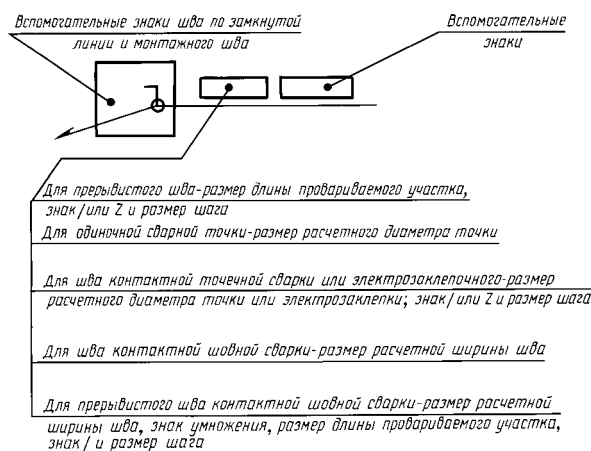 Вспомогательные знаки шва по замкнутой
линии и монтажного шва
Вспомогательные
знаки
Для прерывистого шва-размер длины провариваемого участка,
знак / или Z и размер шага
Для одиночной сварной точки-размер расчетного диаметра точки
Для шва контактной точечной сварки или электрозаклепочного-размер
расчетного диаметра точки или электрозаклепки; знак / или Z и размер шага
Для шва контактной шовной сварки-размер расчетной ширины шва
Для прерывистого шва контактной шовной сварки-размер расчетной
ширины шва, знак умножения, размер длины провариваемого участка,
знак / и размер шага